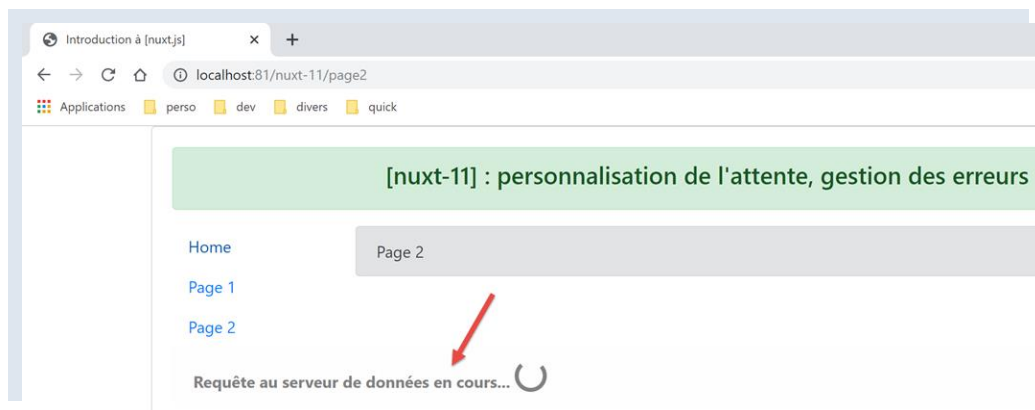 Introduction à [nuxt.js]
localhost:81/nuxt-11/page2
Applications perso dev divers quick
[nuxt-11] : personnalisation de l'attente, gestion des erreurs
Home
Page 2
Page 1
Page 2
Requête au serveur de données en cours...